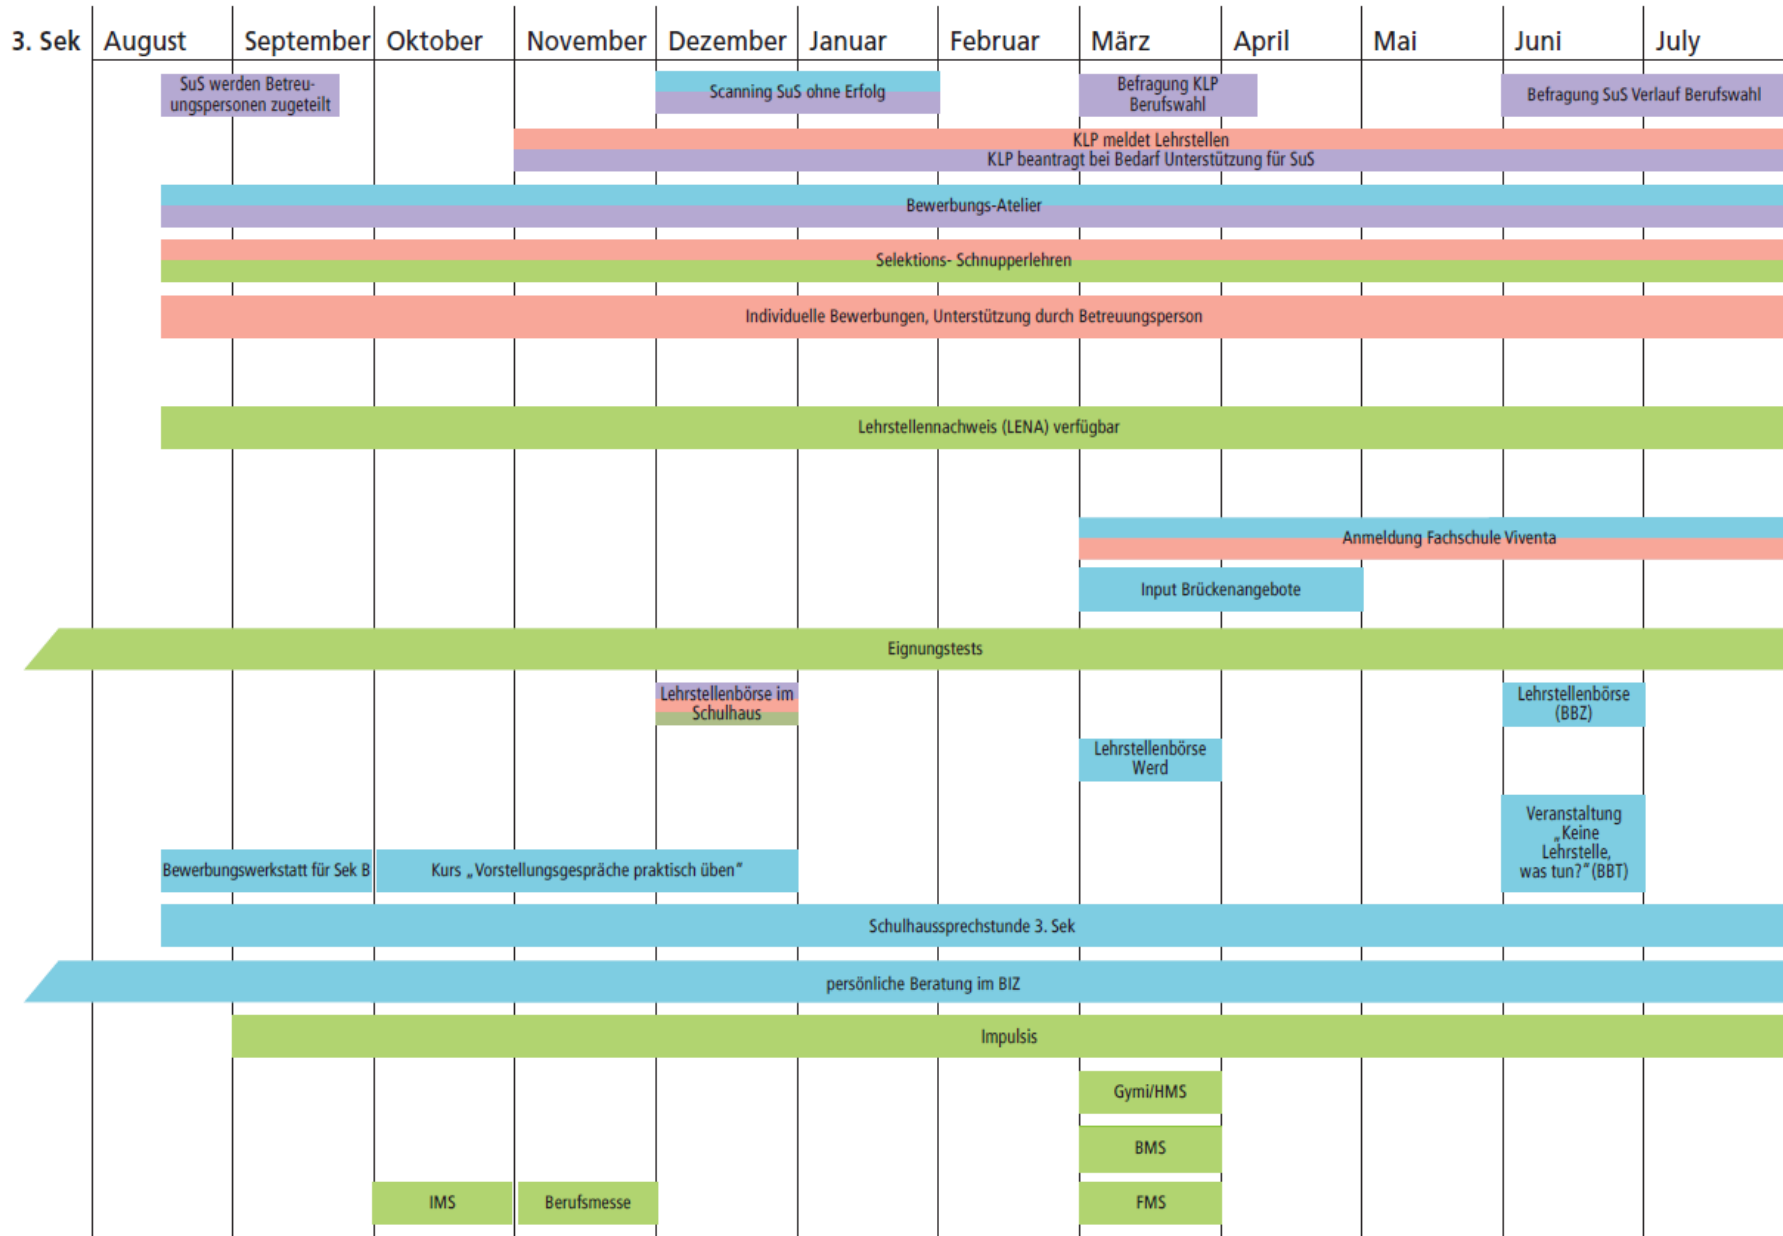 3. Sek August September Oktober November Dezember Januar Februar März April Mai Juni July
SuS werden Betreu-
ungspersonen zugeteilt
Scanning SuS ohne Erfolg
Befragung KLP
Berufswahl
Befragung SuS Verlauf Berufswahl
KLP meldet Lehrstellen
KLP beantragt bei Bedarf Unterstützung für SuS
Bewerbungs-Atelier
Selektions- Schnupperlehren
Individuelle Bewerbungen, Unterstützung durch Betreuungsperson
Lehrstellennachweis (LENA) verfügbar
Anmeldung Fachschule Viventa
Input Brückenangebote
Eignungstests
Lehrstellenbörse im
Schulhaus
Lehrstellenbörse
(BBZ)
Lehrstellenbörse
Werd
Veranstaltung
„Keine
Lehrstelle,
was tun?“(BBT)
Bewerbungswerkstatt für Sek B
Kurs „Vorstellungsgespräche praktisch üben“
Schulhaussprechstunde 3. Sek
persönliche Beratung im BIZ
Impulsis
Gymi/HMS
BMS
IMS
Berufsmesse
FMS